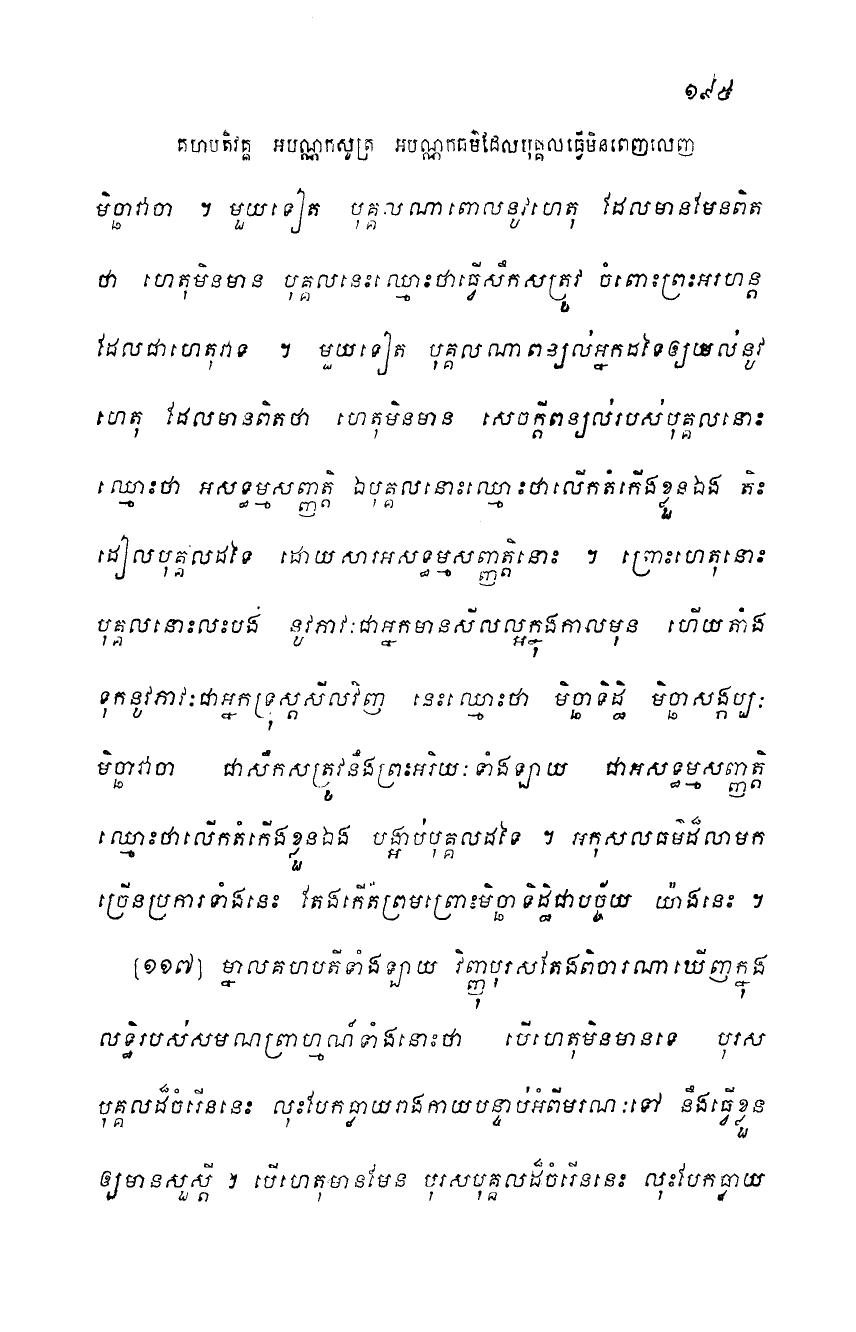 ១៩៥
គហបតិវគ្គ អបណ្ណកសូត្រ អបណ្ណកធម៌ដែលបុគ្គលធ្វើមិនពេញលេញ
មិច្ឆាវាចា ។ មួយទៀត បុគ្គលណាពោលនូវហេតុ ដែលមានមែនពិត
ថា ហេតុមិនមាន បុគ្គលនេះឈ្មោះថាធ្វើសឹកសត្រូវ ចំពោះព្រះអរហន្ត
ដែលជាហេតុវាទ ។ មួយទៀត បុគ្គលណាពន្យល់អ្នកដទៃឲ្យយល់នូវ
ហេតុ ដែលមានពិតថា ហេតុមិនមាន សេចក្តីពន្យល់របស់បុគ្គលនោះ
ឈ្មោះថា អសទ្ធម្មសញ្ញត្តិ ឯបុគ្គលនោះឈ្មោះថាលើកតំកើងខ្លួនឯង តិះ
ដៀលបុគ្គលដទៃ ដោយសារអសទ្ធម្មសញ្ញត្តិនោះ ។ ព្រោះហេតុនោះ
បុគ្គលនោះលះបង់ នូវភាវៈជាអ្នកមានសីលល្អក្នុងកាលមុន ហើយតាំង
ទុកនូវភាវៈជាអ្នកទ្រុស្តសីលវិញ នេះឈ្មោះថា មិច្ឆាទិដ្ឋិ មិច្ឆាសង្កប្បៈ
មិច្ឆាវាចា ជាសឹកសត្រូវនឹងព្រះអរិយៈទាំងឡាយ ជាអសទ្ធម្មសញ្ញត្តិ
ឈ្មោះថាលើកតំកើងខ្លួនឯង បង្អាប់បុគ្គលដទៃ ។ អកុសលធម៌ដ៏លាមក
ច្រើនប្រការទាំងនេះ តែងកើតព្រមព្រោះមិច្ឆាទិដ្ឋិជាបច្ច័យ យ៉ាងនេះ ។
[១១៧] ម្នាលគហបតីទាំងឡាយ វិញ្ញុបុរសតែងពិចារណាឃើញក្នុង
លទ្ធិរបស់សមណព្រាហ្មណ៍ទាំងនោះថា បើហេតុមិនមានទេ បុរស
បុគ្គលដ៏ចំរើននេះ លុះបែកធ្លាយរាងកាយបន្ទាប់អំពីមរណៈទៅ នឹងធ្វើខ្លួន
ឲ្យមានសួស្តី ។ បើហេតុមានមែន បុរសបុគ្គលដ៏ចំរើននេះ លុះបែកធ្លាយ